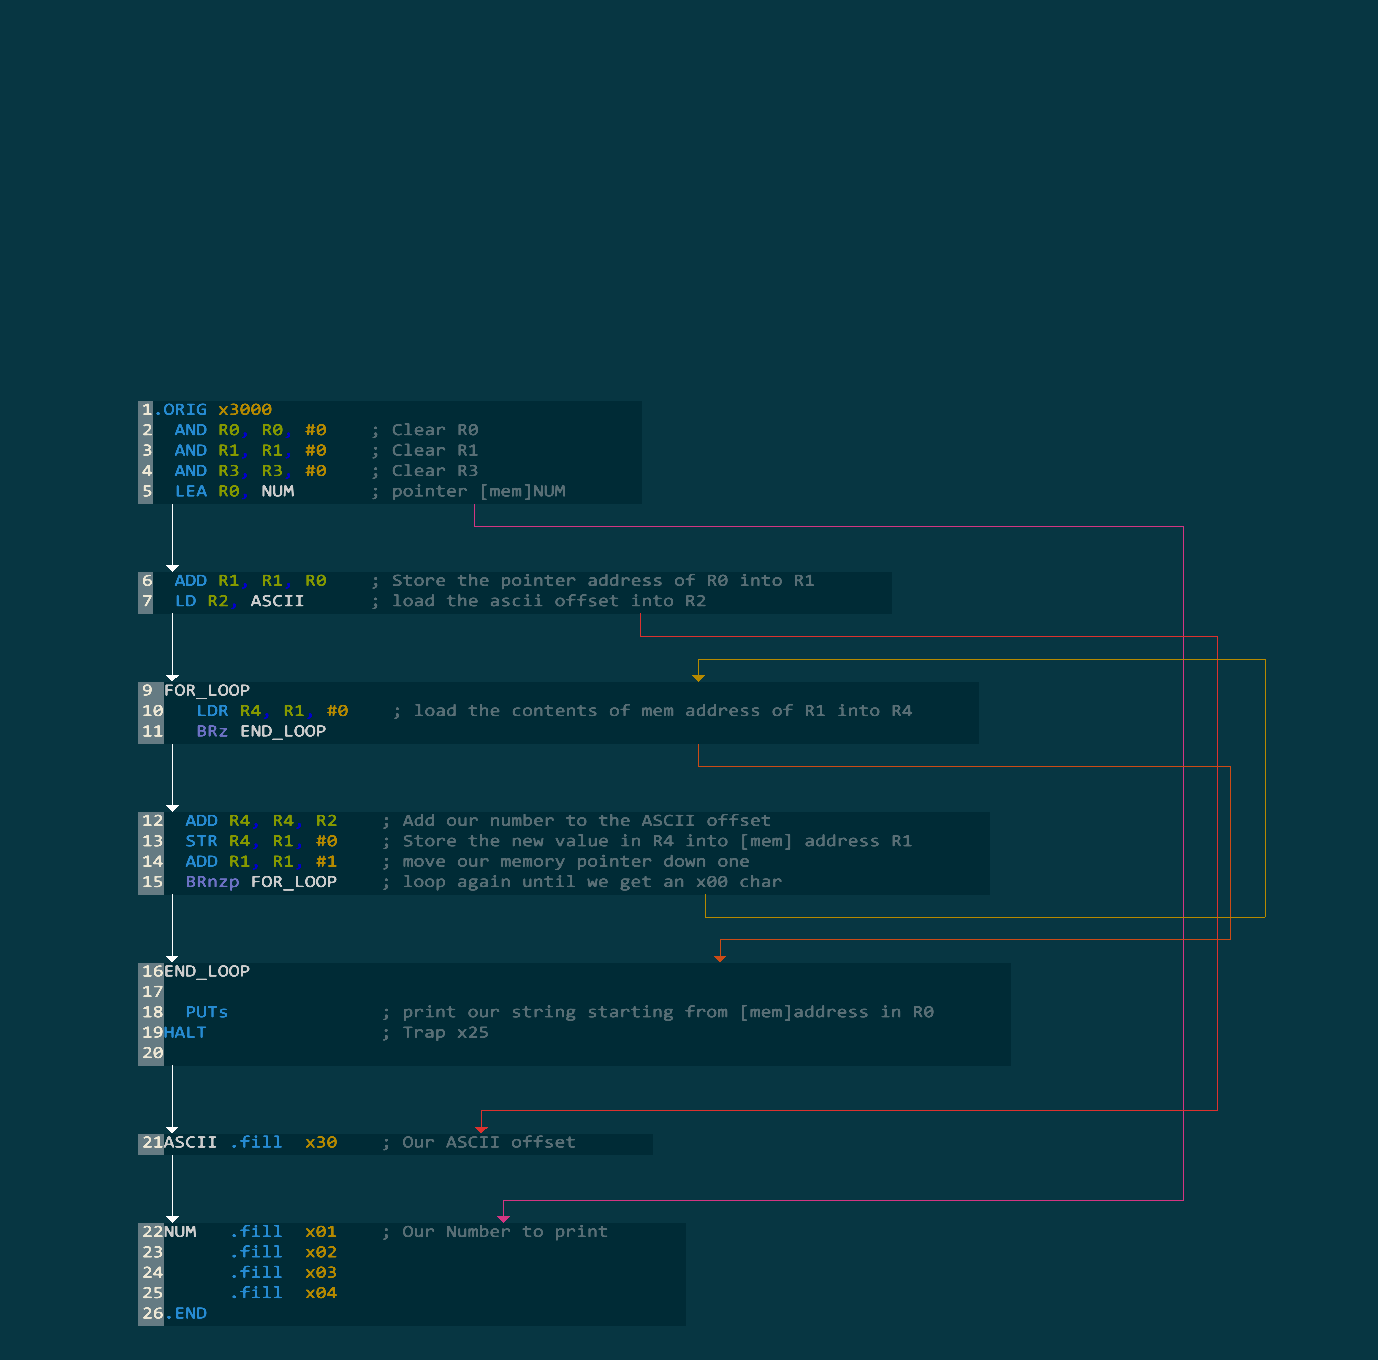 1.ORIG x3000
2  AND R0, R0, #0    ; Clear R0
3  AND R1, R1, #0    ; Clear R1
4  AND R3, R3, #0    ; Clear R3
5  LEA R0, NUM       ; pointer [mem]NUM
6  ADD R1, R1, R0    ; Store the pointer address of R0 into R1
7  LD R2, ASCII      ; load the ascii offset into R2
9 FOR_LOOP
10   LDR R4, R1, #0    ; load the contents of mem address of R1 into R4
11   BRz END_LOOP
12  ADD R4, R4, R2    ; Add our number to the ASCII offset
13  STR R4, R1, #0    ; Store the new value in R4 into [mem] address R1
14  ADD R1, R1, #1    ; move our memory pointer down one
15  BRnzp FOR_LOOP    ; loop again until we get an x00 char
16END_LOOP
17
18  PUTs              ; print our string starting from [mem]address in R0
19HALT                ; Trap x25
20
21ASCII .fill  x30    ; Our ASCII offset
22NUM   .fill  x01    ; Our Number to print
23      .fill  x02
24      .fill  x03
25      .fill  x04
26.END